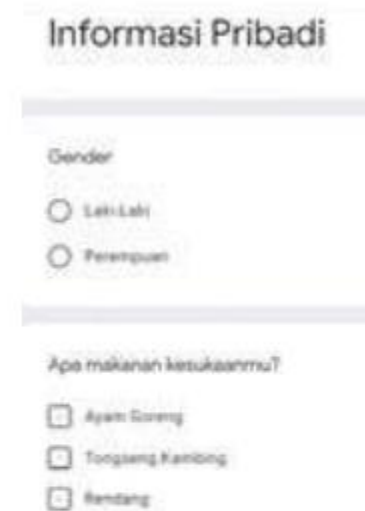 Informasi Pribadi
Gender
Laki-Laki
Perempuan
Apa makanan kesukaanmu?
Ayam Goreng
Tongseng Kambing
Rendang